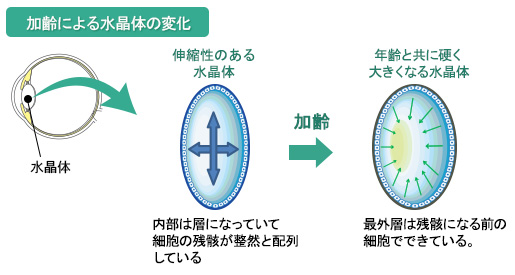 加齢による水晶体の変化
伸縮性のある
水晶体
年齢と共に硬く
大きくなる水晶体
加齢
水晶体
内部は層になっていて
細胞の残骸が整然と配列
している
最外層は残骸になる前の
細胞でできている。